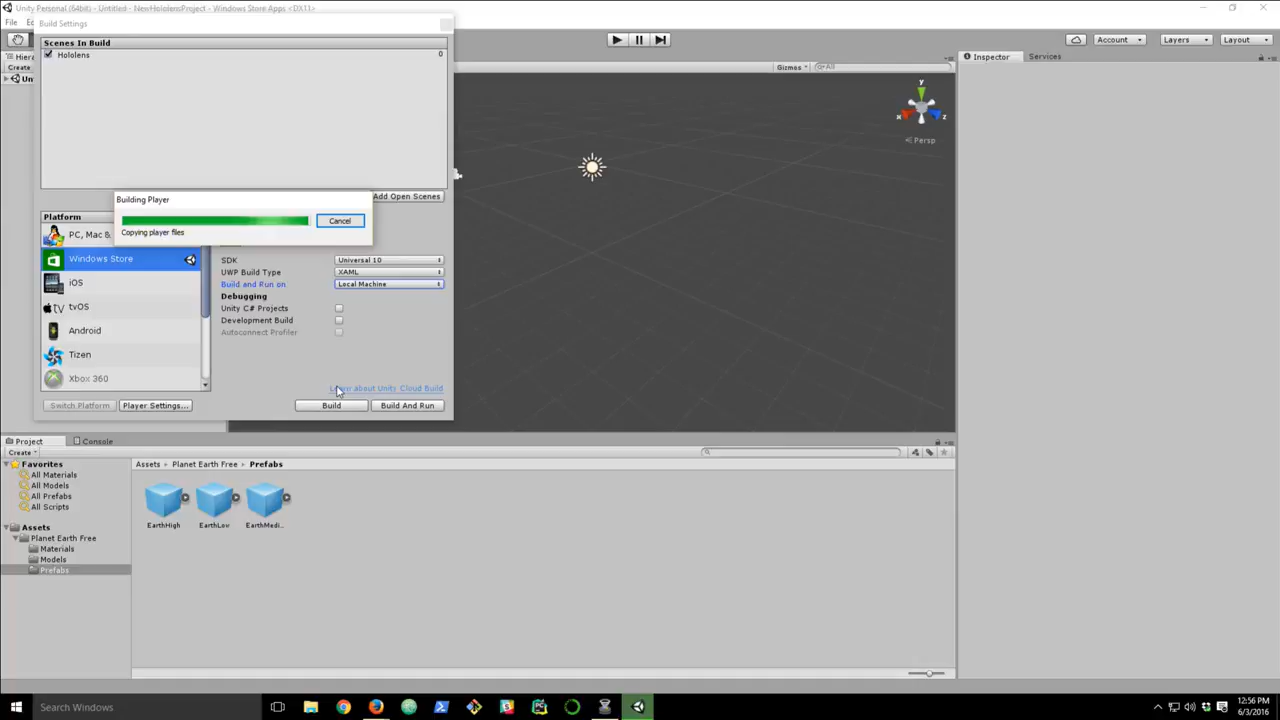 Unity Personal (64bit) - Untitled - NewHololensProject - Windows Store Apps <DX11>
File
Build Settings
Scenes In Build
Hololens 0
Account Layers Layout
Create
Gizmos All
Inspector Services
y
x z
Persp
Add Open Scenes
Building Player
Cancel
Copying player files
Platform
PC, Mac &
Windows Store
iOS
tvOS
Android
Tizen
Xbox 360
SDK Universal 10
UWP Build Type XAML
Build and Run on Local Machine
Debugging
Unity C# Projects
Development Build
Autoconnect Profiler
Learn about Unity Cloud Build
Switch Platform Player Settings... Build Build And Run
Project Console
Create
Favorites
All Materials
All Models
All Prefabs
All Scripts
Assets
Planet Earth Free
Materials
Models
Prefabs
Assets Planet Earth Free Prefabs
EarthHigh EarthLow EarthMedi...
Search Windows
12:56 PM
6/3/2016